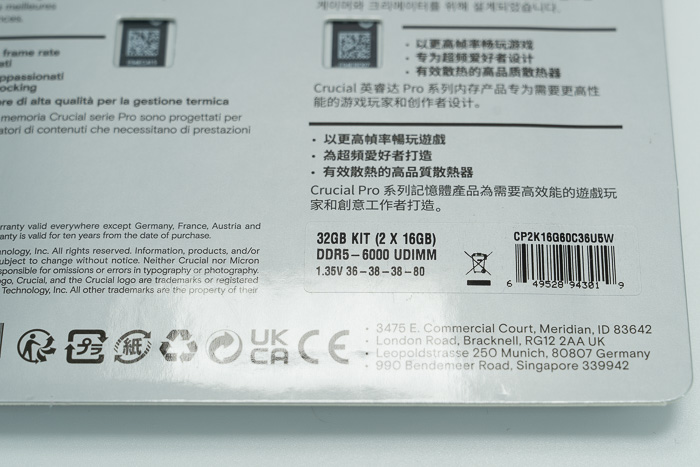 e meilleures
nces.
frame rate
ati
appassionati
ocking
re di alta qualità per la gestione termica
memoria Crucial serie Pro sono progettati per
atori di contenuti che necessitano di prestazioni
케이머와 크리에이터를 위해 설계되었습니다.
• 以更高帧率畅玩游戏
• 专为超频爱好者设计
• 有效散热的高品质散热器
Crucial 英睿达 Pro 系列内存产品专为需要更高性
能的游戏玩家和创作者设计。
• 以更高幀率暢玩遊戲
• 為超頻愛好者打造
• 有效散熱的高品質散熱器
Crucial Pro 系列記憶體產品為需要高效能的遊戲玩
家和創意工作者打造。
rranty valid everywhere except Germany, France, Austria and
anty is valid for ten years from the date of purchase.
nology, Inc. All rights reserved. Information, products, and/or
ubject to change without notice. Neither Crucial nor Micron
sponsible for omissions or errors in typography or photography.
ogo, Crucial, and the Crucial logo are trademarks or registered
Technology, Inc. All other trademarks are the property of their
32GB KIT (2 X 16GB)
DDR5-6000 UDIMM
1.35V 36-38-38-80
CP2K16G60C36U5W
6 49528 94301 9
プラ
紙
UK
CA
CE
• 3475 E. Commercial Court, Meridian, ID 83642
• London Road, Bracknell, RG12 2AA UK
• Leopoldstrasse 250 Munich, 80807 Germany
• 990 Bendemeer Road, Singapore 339942